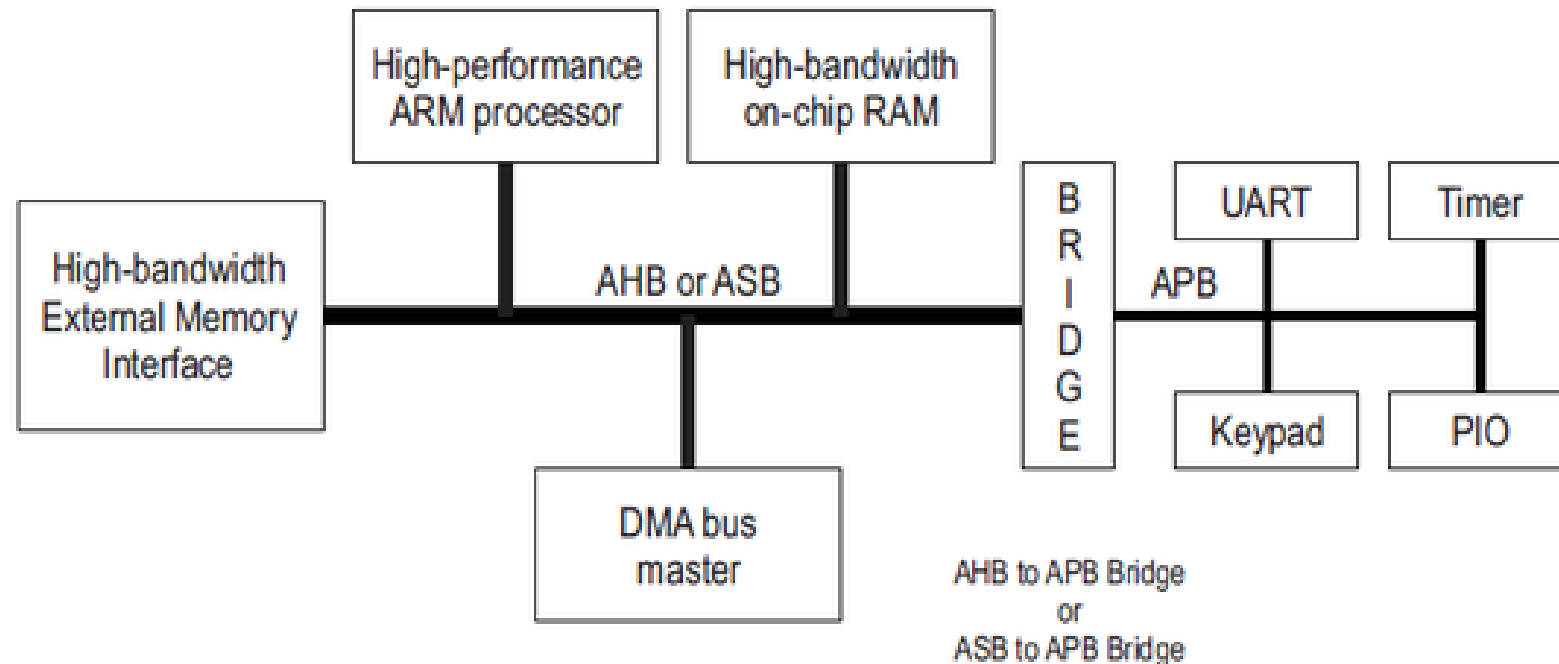 High-performance
ARM processor
High-bandwidth
on-chip RAM
High-bandwidth
External Memory
Interface
AHB or ASB
B
R
I
D
G
E
APB
UART
Timer
Keypad
PIO
DMA bus
master
AHB to APB Bridge
or
ASB to APB Bridge